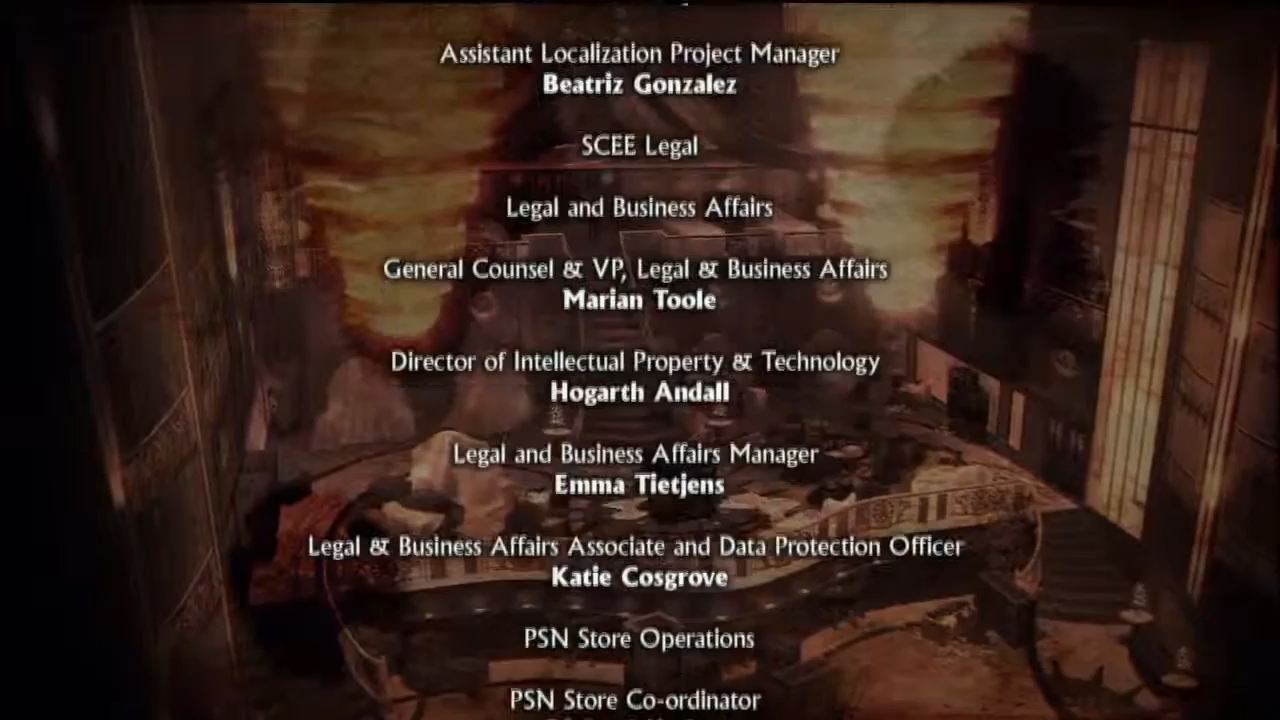 Assistant Localization Project Manager
Beatriz Gonzalez
SCEE Legal
Legal and Business Affairs
General Counsel & VP, Legal & Business Affairs
Marian Toole
Director of Intellectual Property & Technology
Hogarth Andall
Legal and Business Affairs Manager
Emma Tietjens
Legal & Business Affairs Associate and Data Protection Officer
Katie Cosgrove
PSN Store Operations
PSN Store Co-ordinator